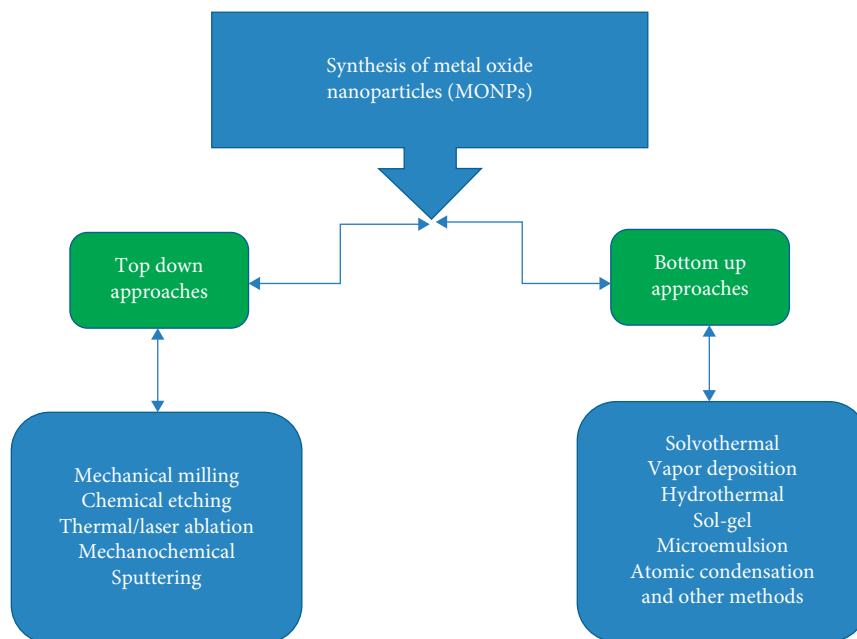 Synthesis of metal oxide
nanoparticles (MONPs)
Top down
approaches
Bottom up
approaches
Mechanical milling
Chemical etching
Thermal/laser ablation
Mechanochemical
Sputtering
Solvothermal
Vapor deposition
Hydrothermal
Sol-gel
Microemulsion
Atomic condensation
and other methods